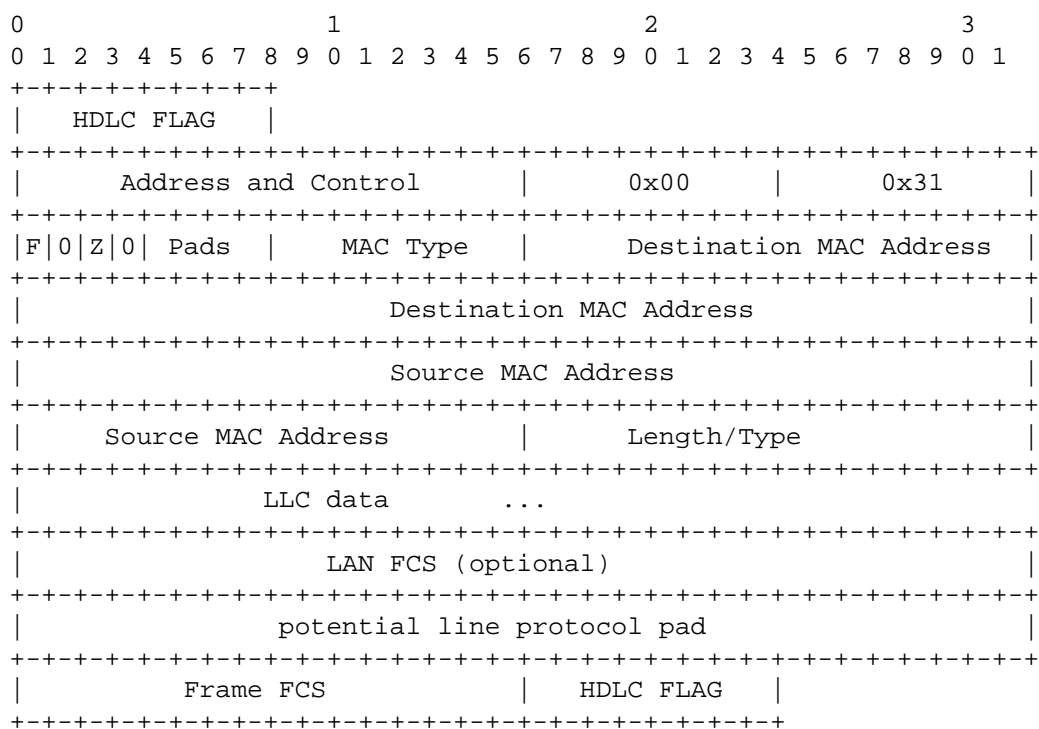 0                   1                   2                   3
0 1 2 3 4 5 6 7 8 9 0 1 2 3 4 5 6 7 8 9 0 1 2 3 4 5 6 7 8 9 0 1
+-+-+-+-+-+-+-+-+
|   HDLC FLAG   |
+-+-+-+-+-+-+-+-+-+-+-+-+-+-+-+-+-+-+-+-+-+-+-+-+-+-+-+-+-+-+-+-+
|      Address and Control      |      0x00     |      0x31     |
+-+-+-+-+-+-+-+-+-+-+-+-+-+-+-+-+-+-+-+-+-+-+-+-+-+-+-+-+-+-+-+-+
|F|0|Z|0| Pads  |    MAC Type   |      Destination MAC Address  |
+-+-+-+-+-+-+-+-+-+-+-+-+-+-+-+-+-+-+-+-+-+-+-+-+-+-+-+-+-+-+-+-+
|                       Destination MAC Address                 |
+-+-+-+-+-+-+-+-+-+-+-+-+-+-+-+-+-+-+-+-+-+-+-+-+-+-+-+-+-+-+-+-+
|                       Source MAC Address                      |
+-+-+-+-+-+-+-+-+-+-+-+-+-+-+-+-+-+-+-+-+-+-+-+-+-+-+-+-+-+-+-+-+
|     Source MAC Address        |      Length/Type              |
+-+-+-+-+-+-+-+-+-+-+-+-+-+-+-+-+-+-+-+-+-+-+-+-+-+-+-+-+-+-+-+-+
|               LLC data       ...
+-+-+-+-+-+-+-+-+-+-+-+-+-+-+-+-+-+-+-+-+-+-+-+-+-+-+-+-+-+-+-+-+
|                   LAN FCS (optional)                          |
+-+-+-+-+-+-+-+-+-+-+-+-+-+-+-+-+-+-+-+-+-+-+-+-+-+-+-+-+-+-+-+-+
|                potential line protocol pad                    |
+-+-+-+-+-+-+-+-+-+-+-+-+-+-+-+-+-+-+-+-+-+-+-+-+-+-+-+-+-+-+-+-+
|          Frame FCS            |   HDLC FLAG   |
+-+-+-+-+-+-+-+-+-+-+-+-+-+-+-+-+-+-+-+-+-+-+-+-+